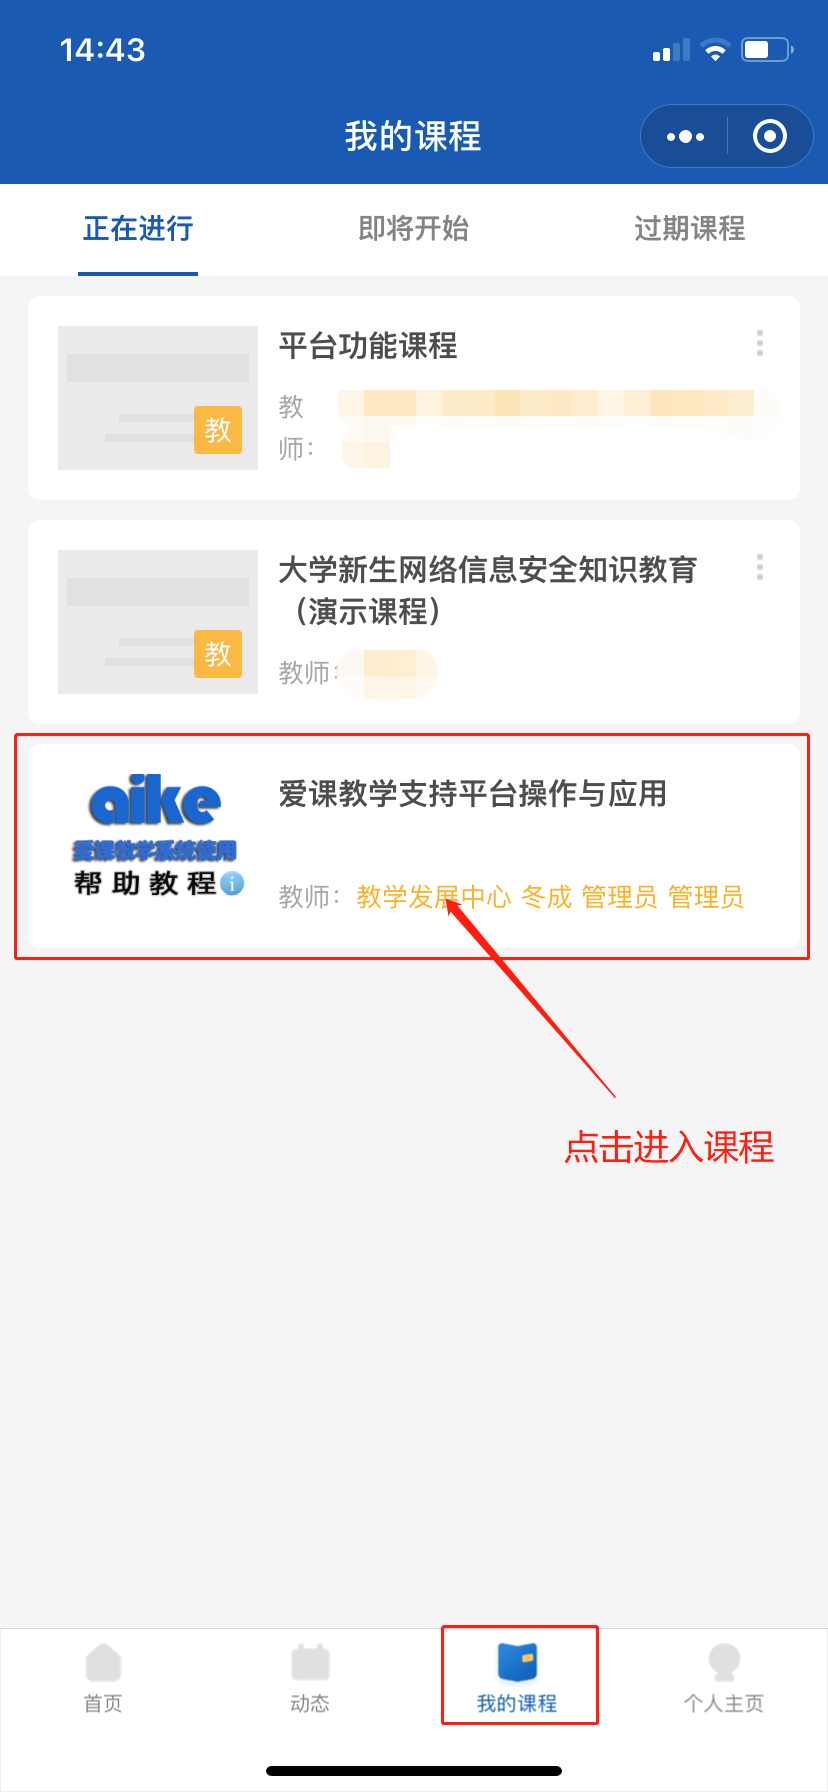 14:43
我的课程
正在进行
即将开始
过期课程
平台功能课程
教
师：
教
大学新生网络信息安全知识教育
（演示课程）
教师
教
aike
爱课教学系统使用
帮助教程
爱课教学支持平台操作与应用
教师：教学发展中心 冬成 管理员 管理员
点击进入课程
首页
动态
我的课程
个人主页